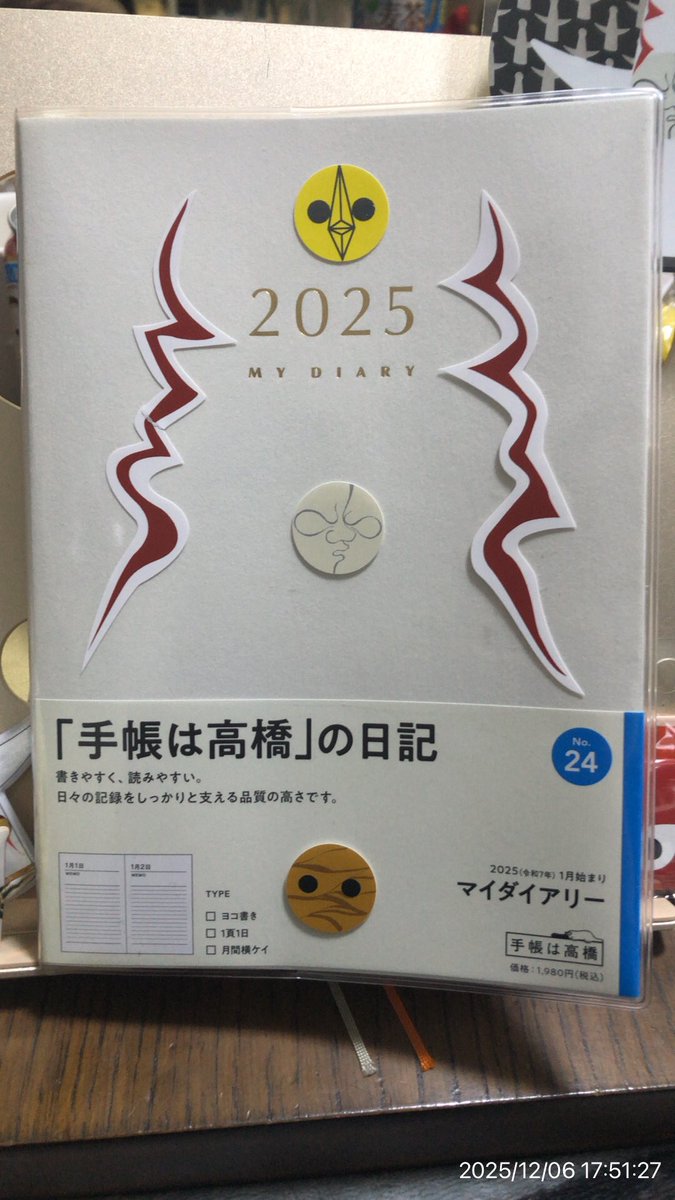 2025
MY DIARY
「手帳は高橋」の日記
No.
24
書きやすく、読みやすい。
日々の記録をしっかりと支える品質の高さです。
1月1日
MEMO
1月2日
MEMO
TYPE
ヨコ書き
1頁1日
月間横ケイ
2025(令和7年) 1月始まり
マイダイアリー
手帳は高橋
価格:1,980円(税込)
2025/12/06 17:51:27